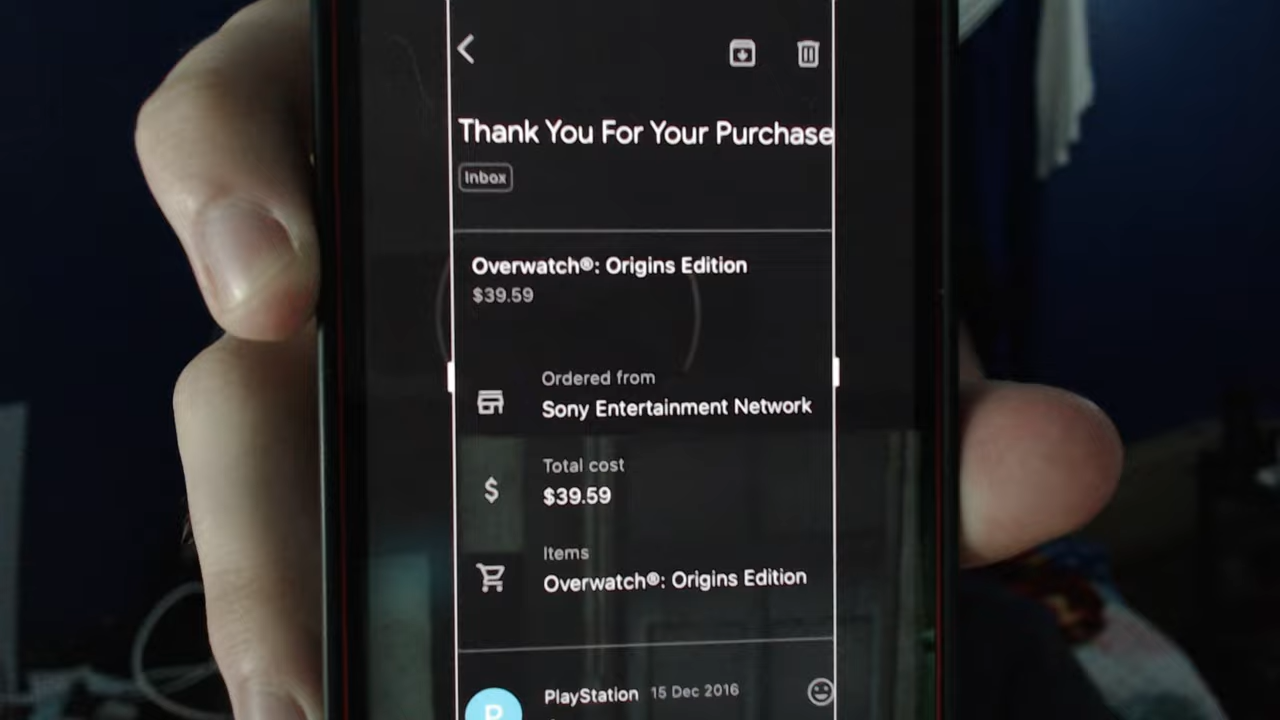 Thank You For Your Purchase
Inbox
Overwatch®: Origins Edition
$39.59
Ordered from
Sony Entertainment Network
Total cost
$39.59
Items
Overwatch®: Origins Edition
PlayStation 15 Dec 2016
P